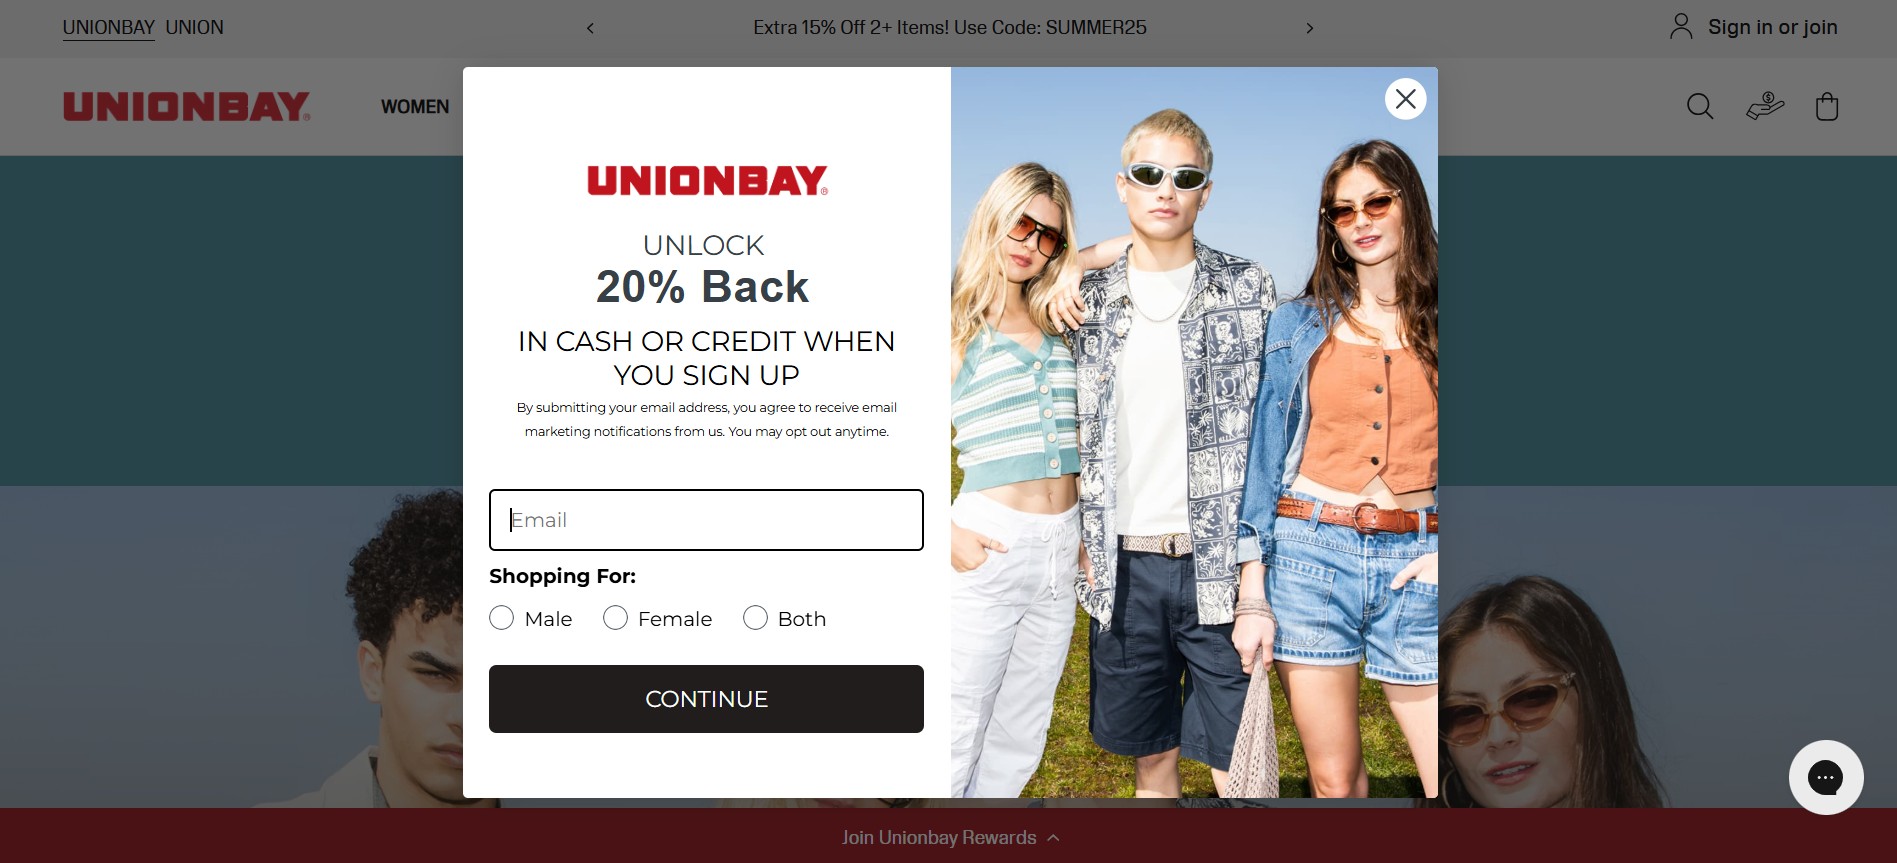 UNIONBAY UNION
Extra 15% Off 2+ Items! Use Code: SUMMER25
Sign in or join
UNIONBAY®
WOMEN
UNIONBAY®
UNLOCK
20% Back
IN CASH OR CREDIT WHEN
YOU SIGN UP
By submitting your email address, you agree to receive email
marketing notifications from us. You may opt out anytime.
Email
Shopping For:
Male Female Both
CONTINUE
Join Unionbay Rewards